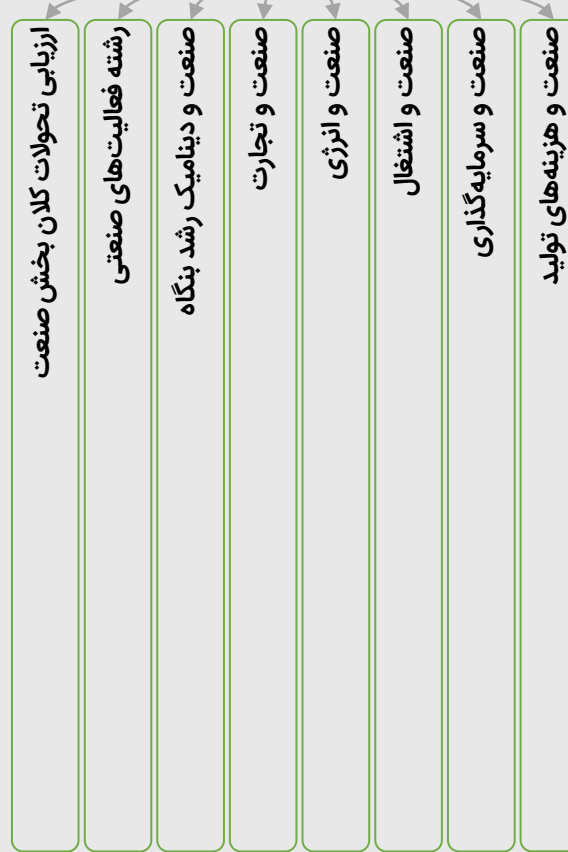 ارزیابی تحولات کلان بخش صنعت
رشته فعالیت‌های صنعتی
صنعت و دینامیک رشد بنگاه
صنعت و تجارت
صنعت و انرژی
صنعت و اشتغال
صنعت و سرمایه‌گذاری
صنعت و هزینه‌های تولید